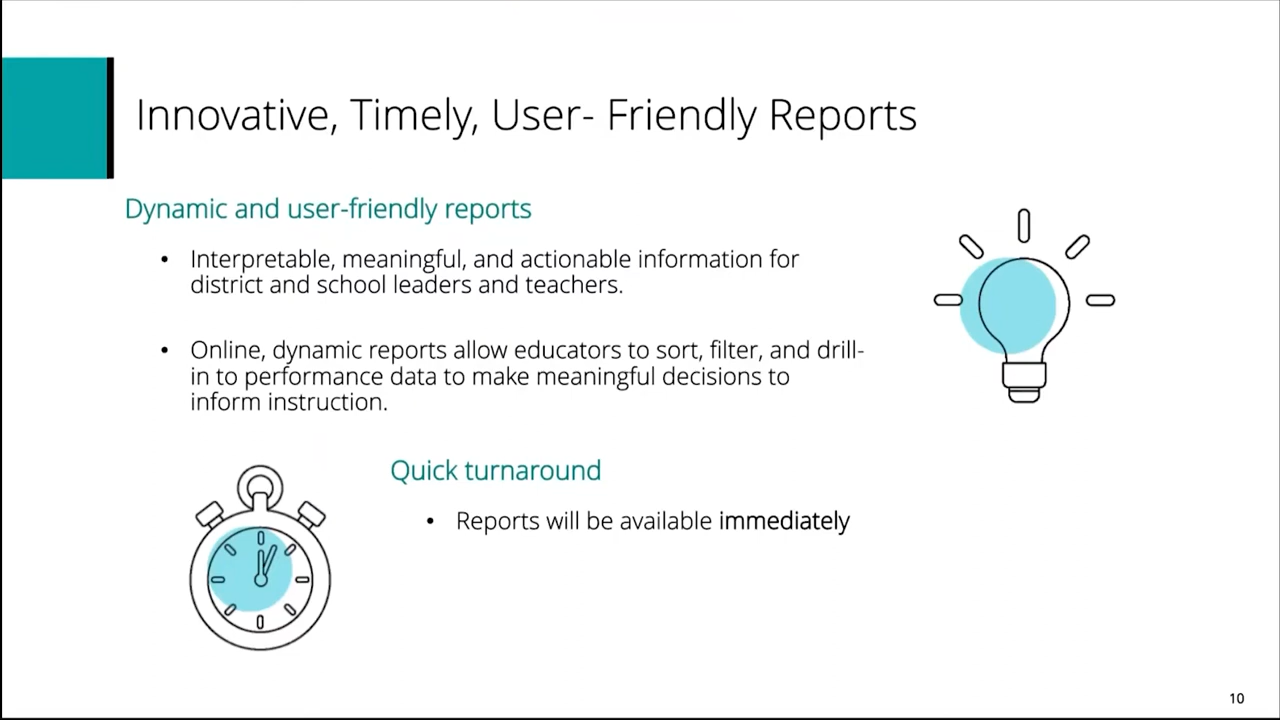 Innovative, Timely, User- Friendly Reports
Dynamic and user-friendly reports
• Interpretable, meaningful, and actionable information for
district and school leaders and teachers.
• Online, dynamic reports allow educators to sort, filter, and drill-
in to performance data to make meaningful decisions to
inform instruction.
Quick turnaround
• Reports will be available immediately
10